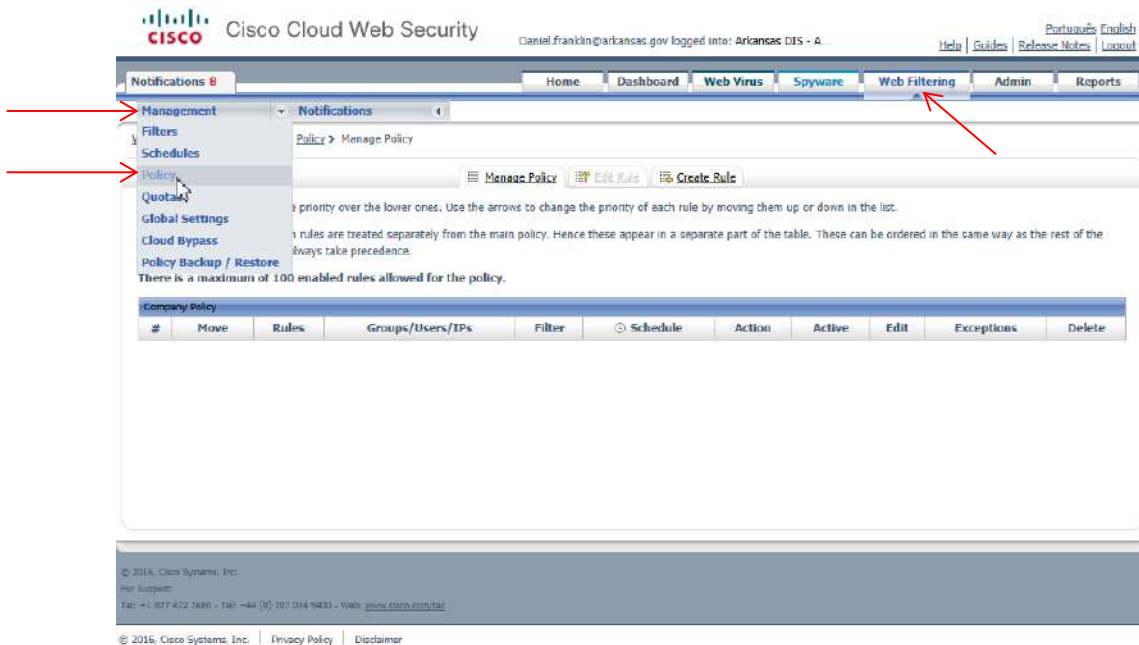 CISCO Cisco Cloud Web Security
Daniel.franklin@arkansas.gov logged into: Arkansas DIS - A...
Português English
Help | Guides | Release Notes | Logout
Notifications 8
Home Dashboard Web Virus Spyware Web Filtering Admin Reports
Management Notifications
Filters
Policy > Manage Policy
Schedules
Policy
Manage Policy Edit Rule Create Rule
Quotas
e priority over the lower ones. Use the arrows to change the priority of each rule by moving them up or down in the list.
Global Settings
n rules are treated separately from the main policy. Hence these appear in a separate part of the table. These can be ordered in the same way as the rest of the
Cloud Bypass
lways take precedence.
Policy Backup / Restore
There is a maximum of 100 enabled rules allowed for the policy.
Company Policy
# Move Rules Groups/Users/IPs Filter Schedule Action Active Edit Exceptions Delete
© 2016, Cisco Systems, Inc.
For Support:
Web: www.cisco.com/tac
© 2016, Cisco Systems, Inc. | Privacy Policy | Disclaimer